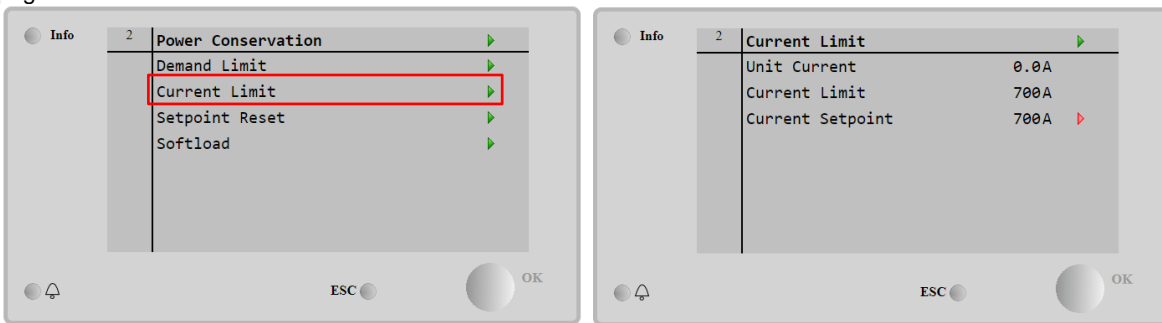 Info
2 Power Conservation
Demand Limit
Current Limit
Setpoint Reset
Softload
ESC
OK
Info
2 Current Limit
Unit Current 0.0A
Current Limit 700A
Current Setpoint 700A
ESC
OK